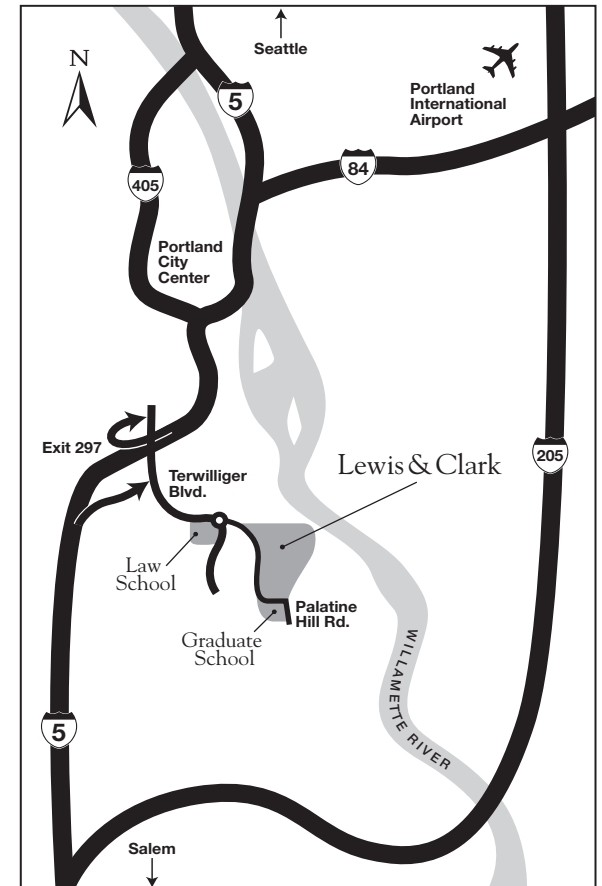 Seattle
N
5
Portland
International
Airport
84
405
Portland
City
Center
Exit 297
Lewis & Clark
205
Terwilliger
Blvd.
Law
School
Palatine
Hill Rd.
Graduate
School
WILLAMETTE RIVER
5
Salem